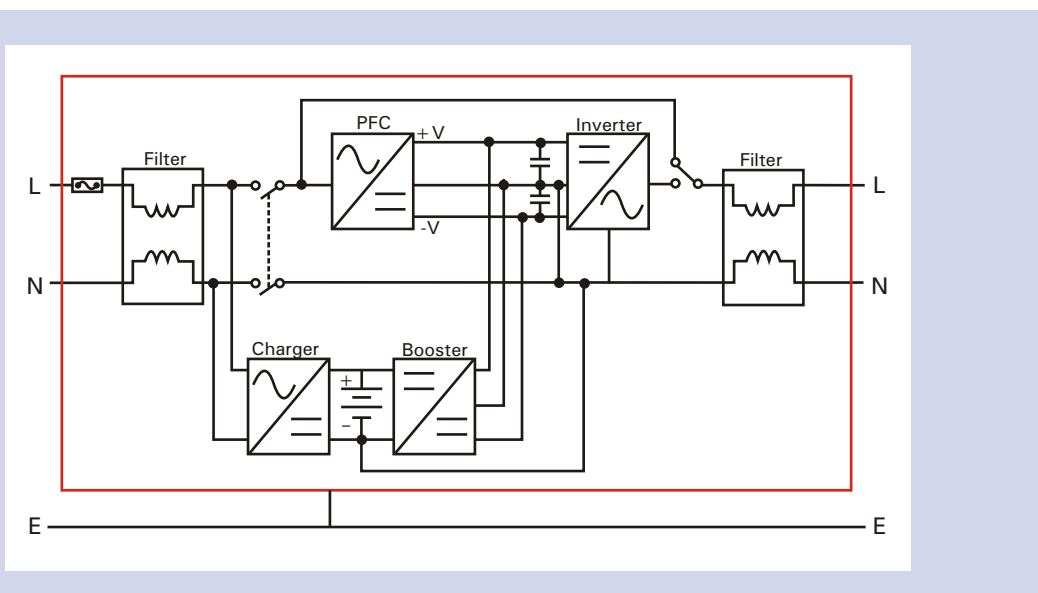 PFC
+V
Inverter
Filter
Filter
L
L
-V
N
N
Charger
Booster
+
−
E
E